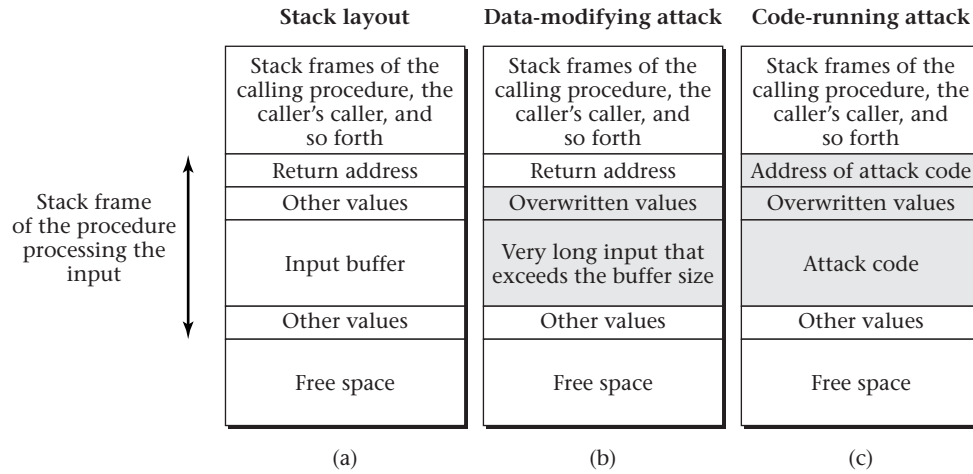 Stack layout
Data-modifying attack
Code-running attack
Stack frame
of the procedure
processing the
input
Stack frames of the
calling procedure, the
caller’s caller, and
so forth
Return address
Other values
Input buffer
Other values
Free space
(a)
Stack frames of the
calling procedure, the
caller’s caller, and
so forth
Return address
Overwritten values
Very long input that
exceeds the buffer size
Other values
Free space
(b)
Stack frames of the
calling procedure, the
caller’s caller, and
so forth
Address of attack code
Overwritten values
Attack code
Other values
Free space
(c)